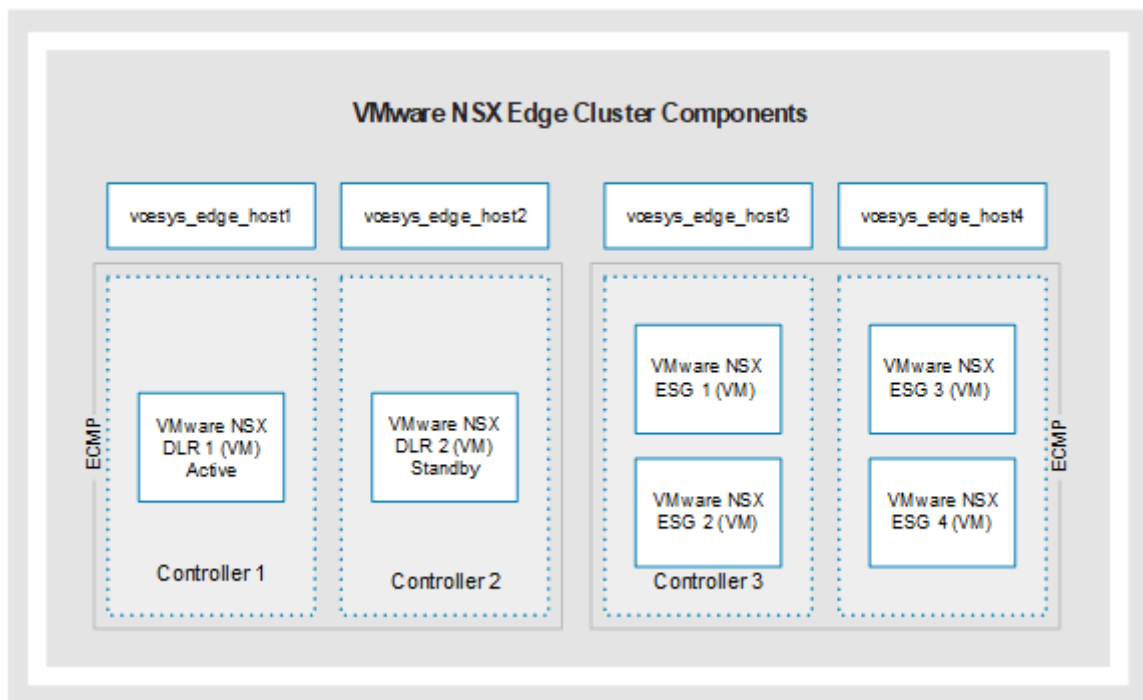 VMware NSX Edge Cluster Components
vcesys_edge_host1
vcesys_edge_host2
vcesys_edge_host3
vcesys_edge_host4
ECMP
VMware NSX
DLR 1 (VM)
Active
Controller 1
VMware NSX
DLR 2 (VM)
Standby
Controller 2
VMware NSX
ESG 1 (VM)
VMware NSX
ESG 2 (VM)
Controller 3
VMware NSX
ESG 3 (VM)
VMware NSX
ESG 4 (VM)
ECMP